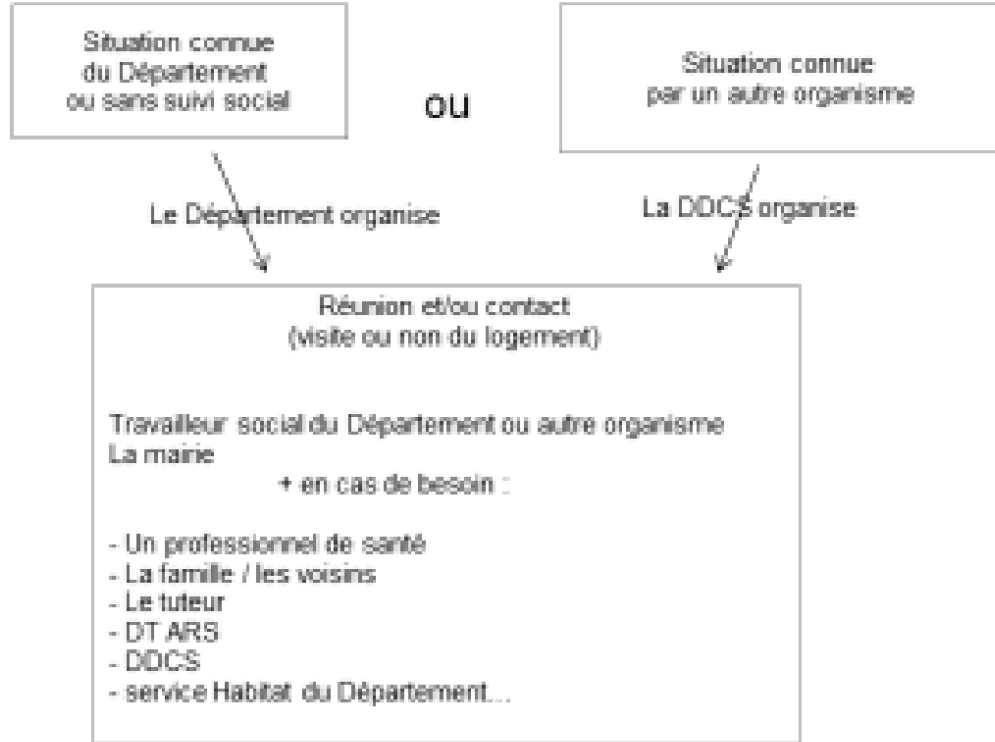 Situation connue
du Département
ou sans suivi social
ou
Situation connue
par un autre organisme
Le Département organise
La DDCS organise
Réunion et/ou contact
(visite ou non du logement)
Travailleur social du Département ou autre organisme
La mairie
+ en cas de besoin :
- Un professionnel de santé
- La famille / les voisins
- Le tuteur
- DT ARS
- DDCS
- service Habitat du Département...